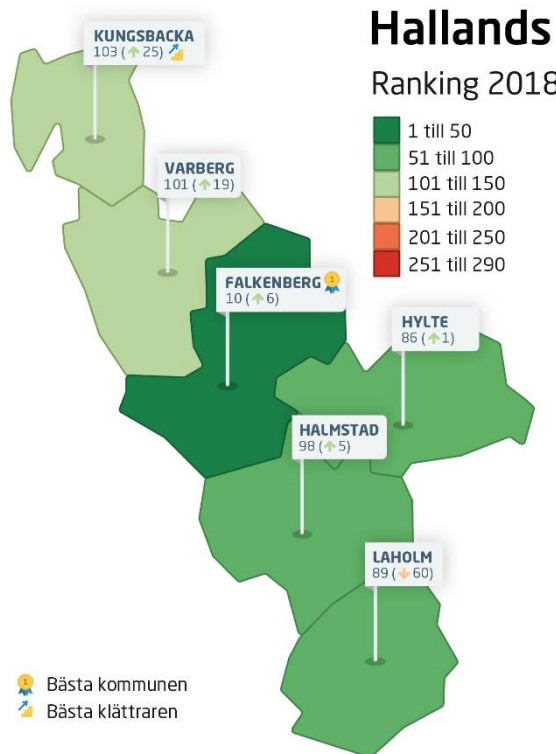 Hallands
Ranking 2018
1 till 50
51 till 100
101 till 150
151 till 200
201 till 250
251 till 290
KUNGSBACKA
103 (↑25)
VARBERG
101 (↑19)
FALKENBERG 1
10 (↑6)
HYLTE
86 (↑1)
HALMSTAD
98 (↑5)
LAHOLM
89 (↓60)
1 Bästa kommunen
Bästa klättraren